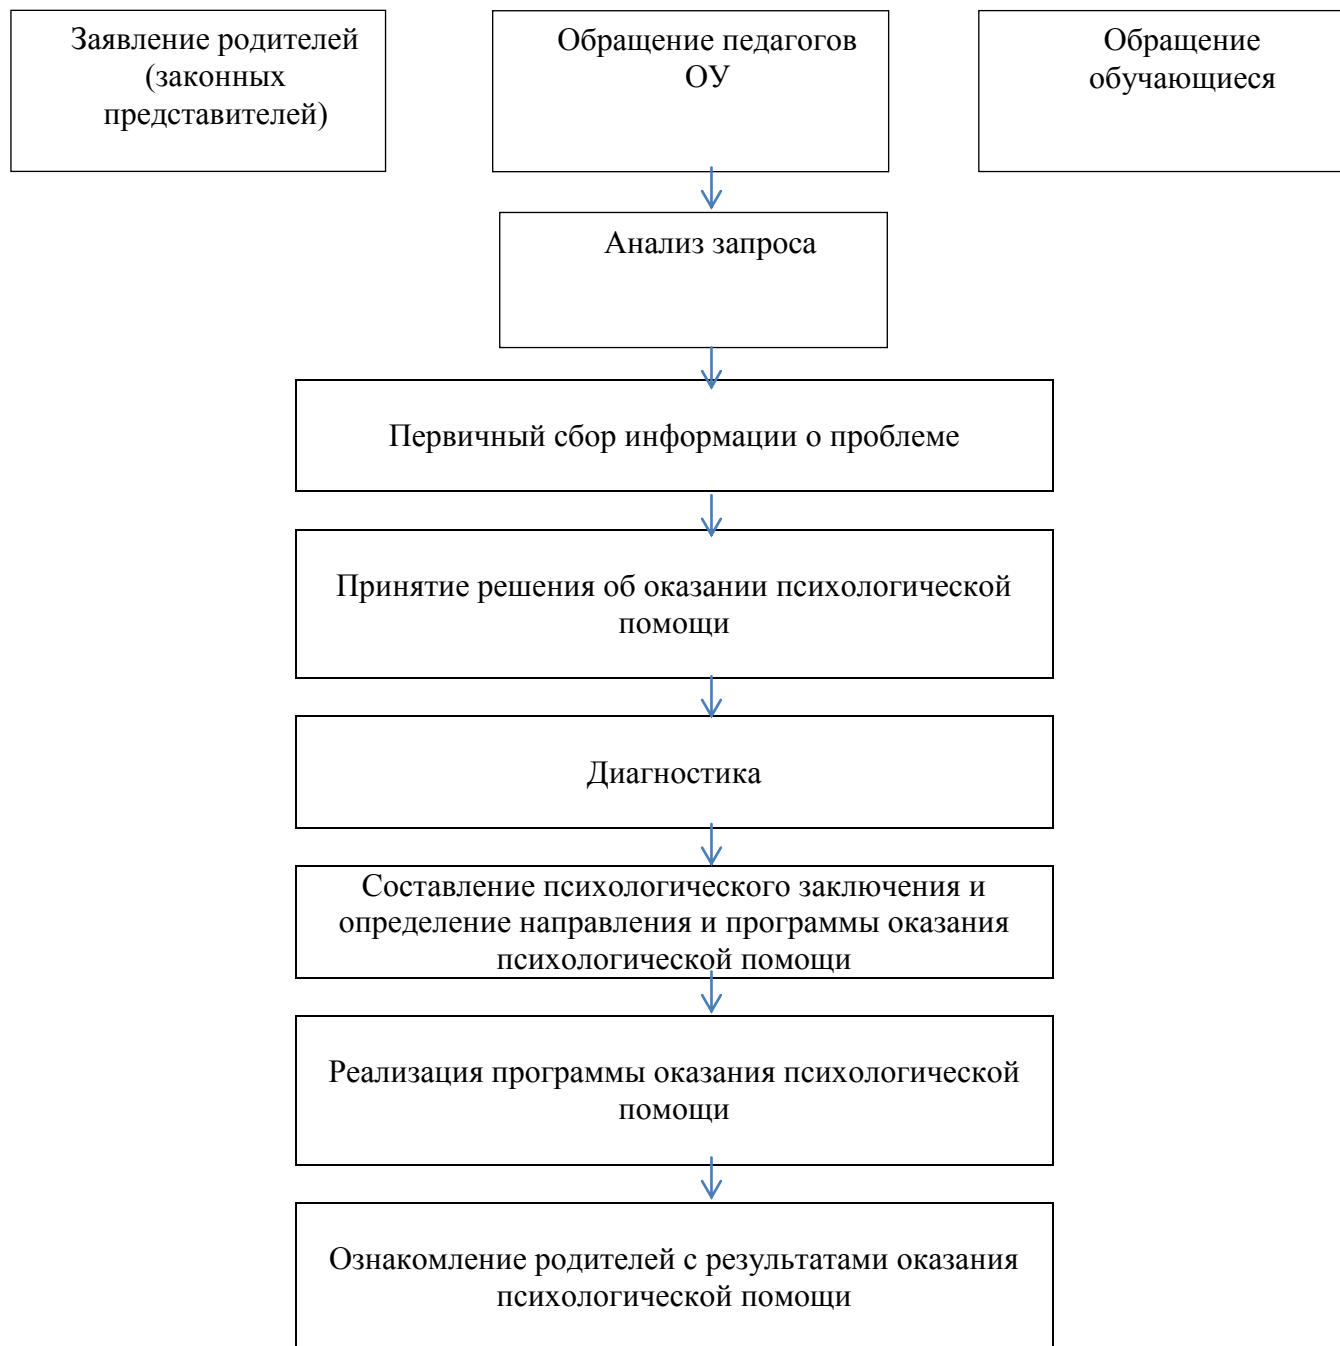 Заявление родителей
(законных
представителей)
Обращение педагогов
ОУ
Обращение
обучающиеся
Анализ запроса
Первичный сбор информации о проблеме
Принятие решения об оказании психологической
помощи
Диагностика
Составление психологического заключения и
определение направления и программы оказания
психологической помощи
Реализация программы оказания психологической
помощи
Ознакомление родителей с результатами оказания
психологической помощи